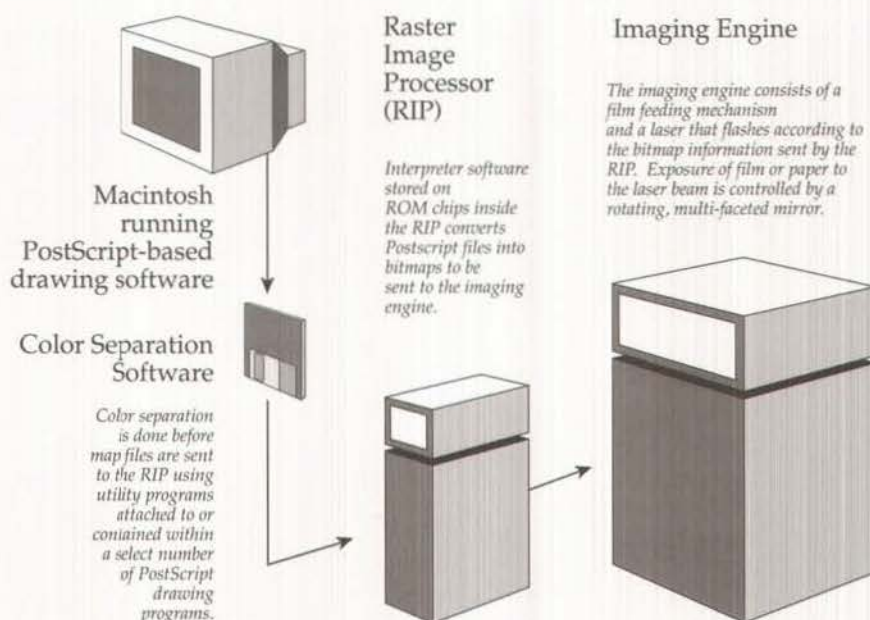 Macintosh
running
PostScript-based
drawing software
Color Separation
Software
Color separation
is done before
map files are sent
to the RIP using
utility programs
attached to or
contained within
a select number
of PostScript
drawing
programs.
Raster
Image
Processor
(RIP)
Interpreter software
stored on
ROM chips inside
the RIP converts
Postscript files into
bitmaps to be
sent to the imaging
engine.
Imaging Engine
The imaging engine consists of a
film feeding mechanism
and a laser that flashes according to
the bitmap information sent by the
RIP. Exposure of film or paper to
the laser beam is controlled by a
rotating, multi-faceted mirror.